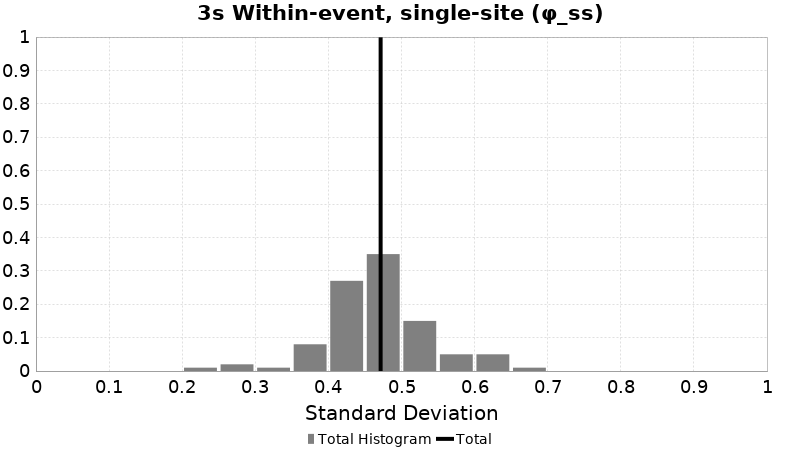 3s Within-event, single-site (φ_ss)
1
0.9
0.8
0.7
0.6
0.5
0.4
0.3
0.2
0.1
0
0 0.1 0.2 0.3 0.4 0.5 0.6 0.7 0.8 0.9 1
Standard Deviation
Total Histogram Total